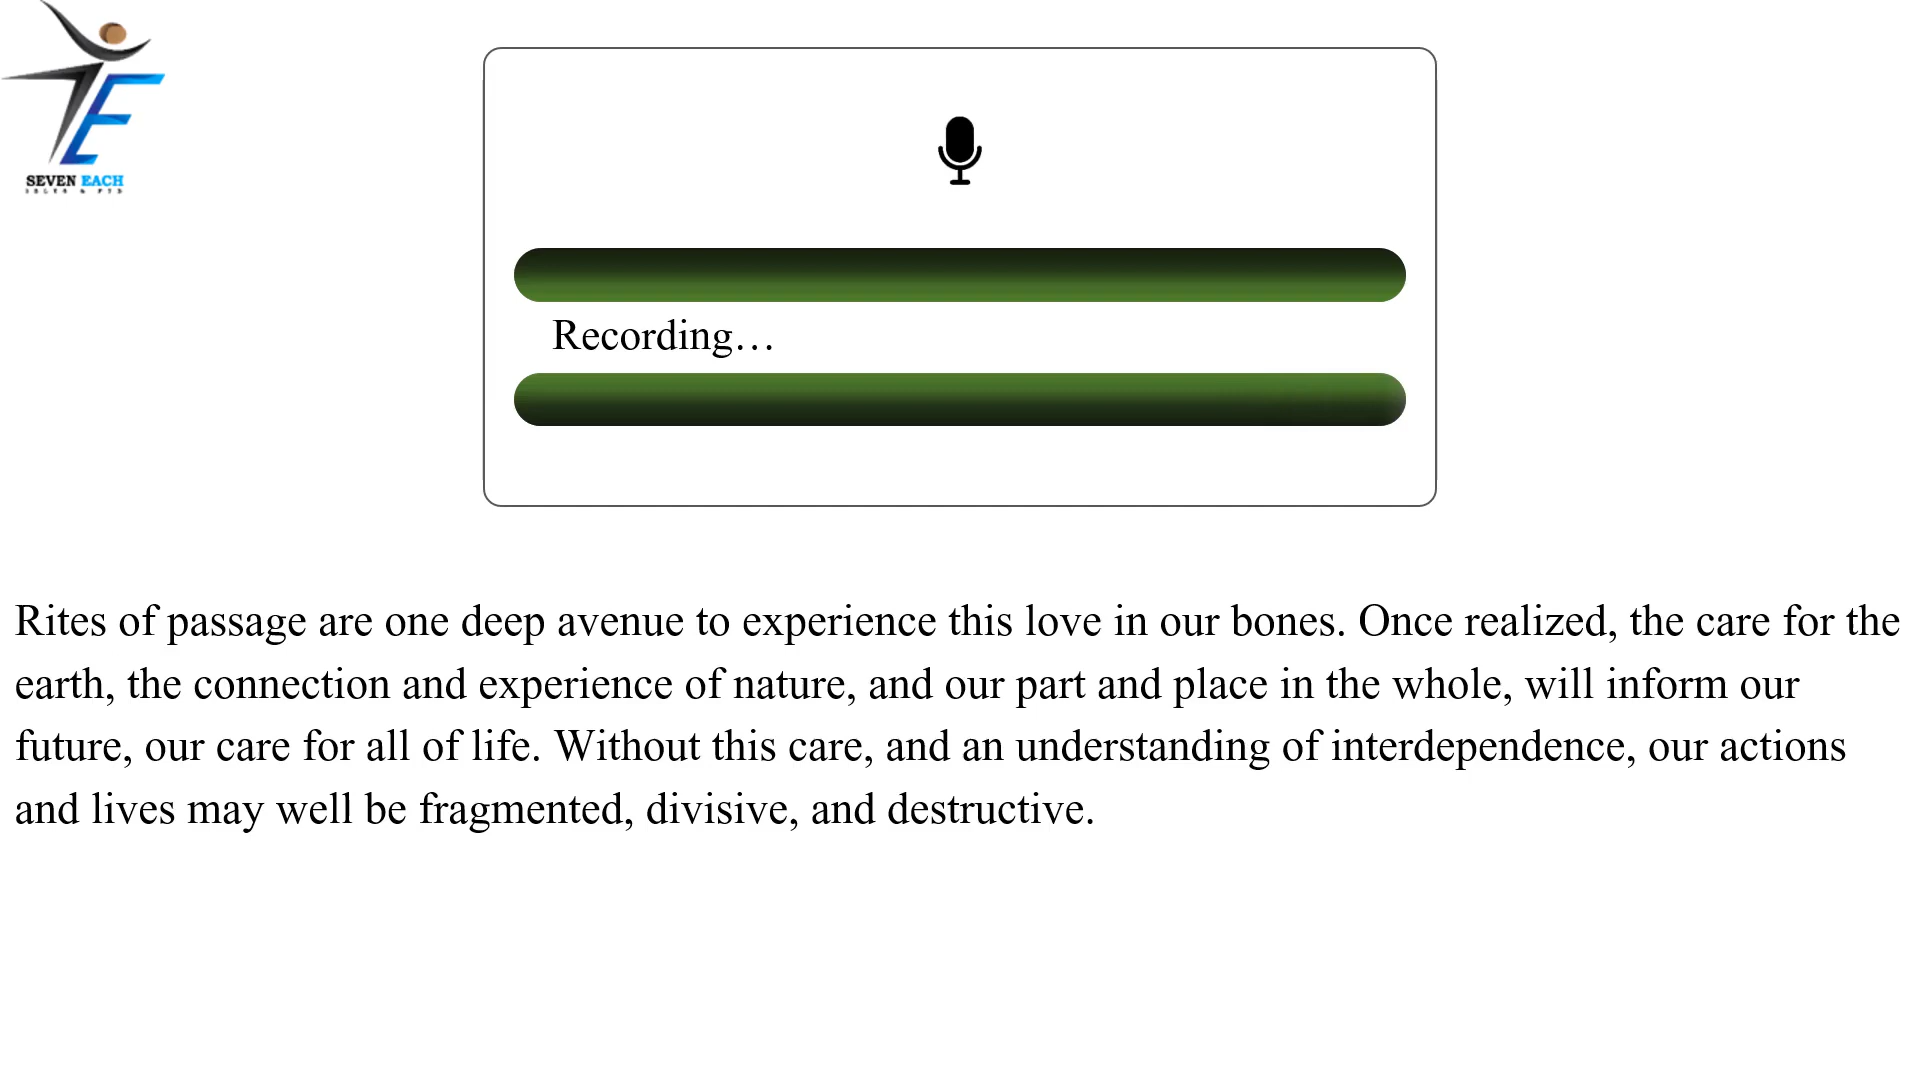 SEVEN EACH
Recording…
Rites of passage are one deep avenue to experience this love in our bones. Once realized, the care for the
earth, the connection and experience of nature, and our part and place in the whole, will inform our
future, our care for all of life. Without this care, and an understanding of interdependence, our actions
and lives may well be fragmented, divisive, and destructive.